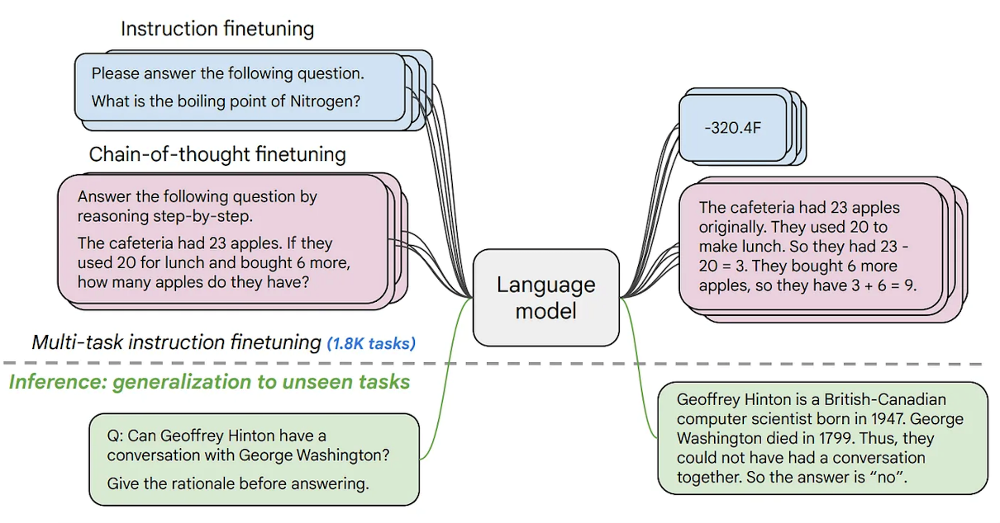 Instruction finetuning
Please answer the following question.
What is the boiling point of Nitrogen?
-320.4F
Chain-of-thought finetuning
Answer the following question by
reasoning step-by-step.
The cafeteria had 23 apples. If they
used 20 for lunch and bought 6 more,
how many apples do they have?
The cafeteria had 23 apples
originally. They used 20 to
make lunch. So they had 23 -
20 = 3. They bought 6 more
apples, so they have 3 + 6 = 9.
Language
model
Multi-task instruction finetuning (1.8K tasks)
Inference: generalization to unseen tasks
Q: Can Geoffrey Hinton have a
conversation with George Washington?
Give the rationale before answering.
Geoffrey Hinton is a British-Canadian
computer scientist born in 1947. George
Washington died in 1799. Thus, they
could not have had a conversation
together. So the answer is “no”.